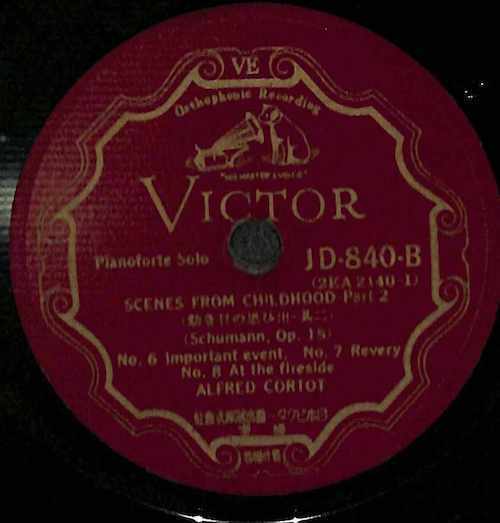 VE
Orthophonic Recording
"HIS MASTER'S VOICE"
VICTOR
Pianoforte Solo
JD-840-B
(2EA 2140-1)
SCENES FROM CHILDHOOD-Part 2
(Schumann, Op. 15)
No. 6 Important event, No. 7 Revery
No. 8 At the fireside
ALFRED CORTOT